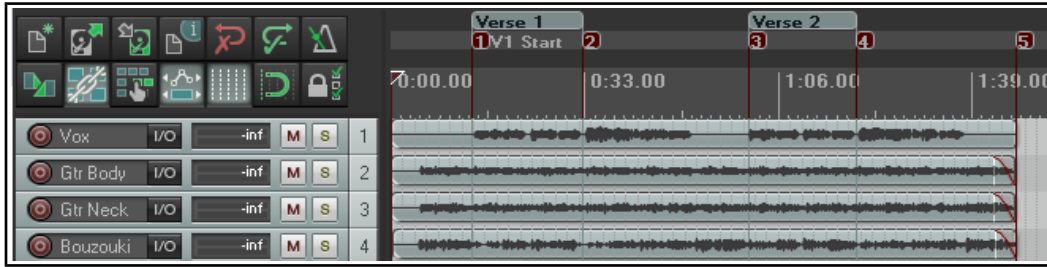 Verse 1 Verse 2
1 V1 Start 2 3 4 5
0:00.00 0:33.00 1:06.00 1:39.00
Vox I/O -inf M S 1
Gtr Body I/O -inf M S 2
Gtr Neck I/O -inf M S 3
Bouzouki I/O -inf M S 4